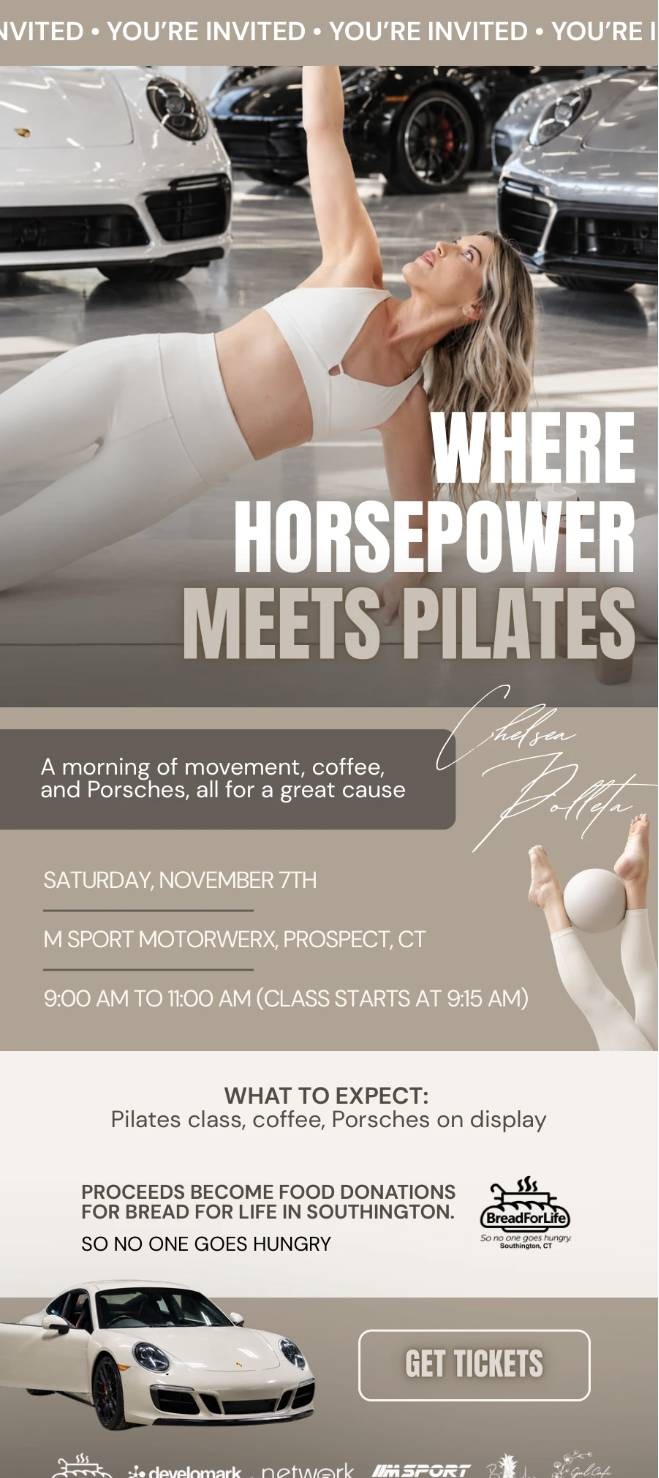 NVITED • YOU'RE INVITED • YOU'RE INVITED • YOU'RE I
WHERE
HORSEPOWER
MEETS PILATES
Chelsea
Polleta
A morning of movement, coffee,
and Porsches, all for a great cause
SATURDAY, NOVEMBER 7TH
M SPORT MOTORWERX, PROSPECT, CT
9:00 AM TO 11:00 AM (CLASS STARTS AT 9:15 AM)
WHAT TO EXPECT:
Pilates class, coffee, Porsches on display
PROCEEDS BECOME FOOD DONATIONS
FOR BREAD FOR LIFE IN SOUTHINGTON.
SO NO ONE GOES HUNGRY
BreadForLife
So no one goes hungry.
Southington, CT
GET TICKETS
develomark network M SPORT